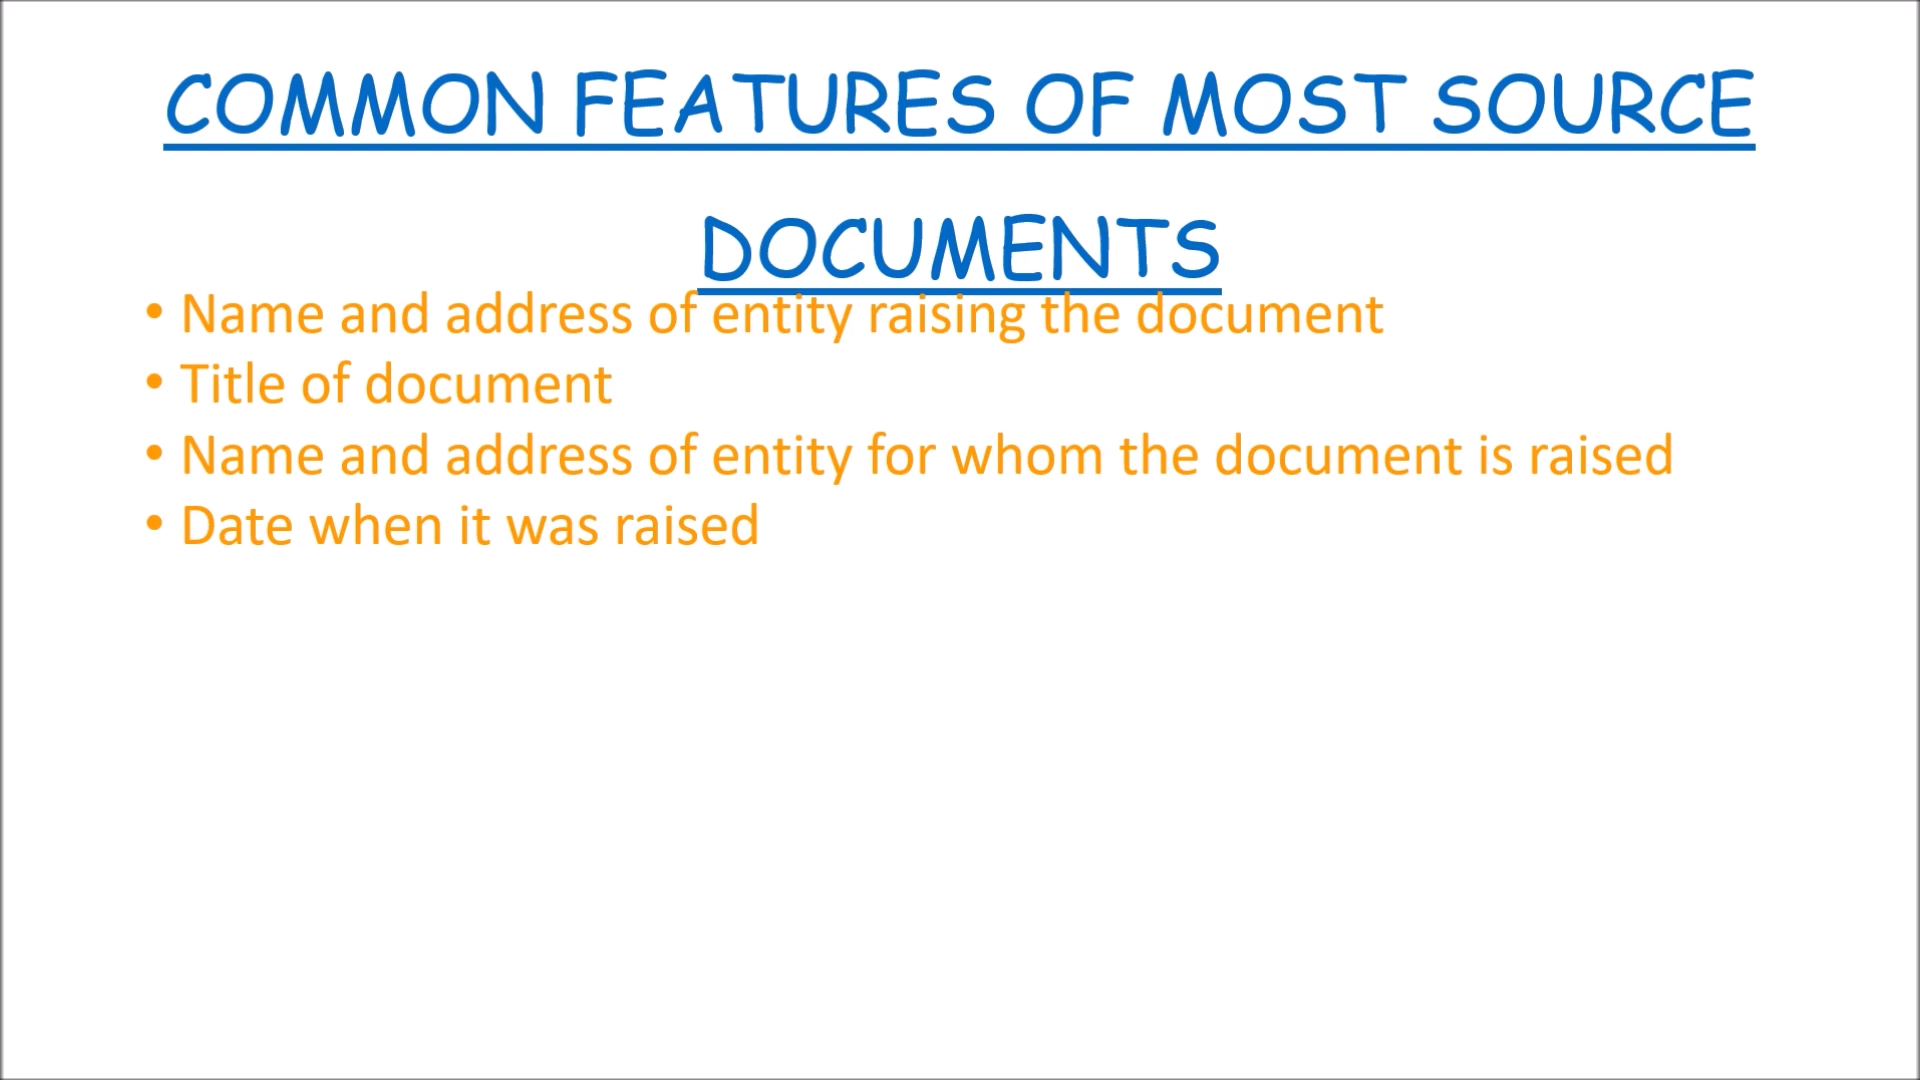 COMMON FEATURES OF MOST SOURCE
DOCUMENTS
• Name and address of entity raising the document
• Title of document
• Name and address of entity for whom the document is raised
• Date when it was raised